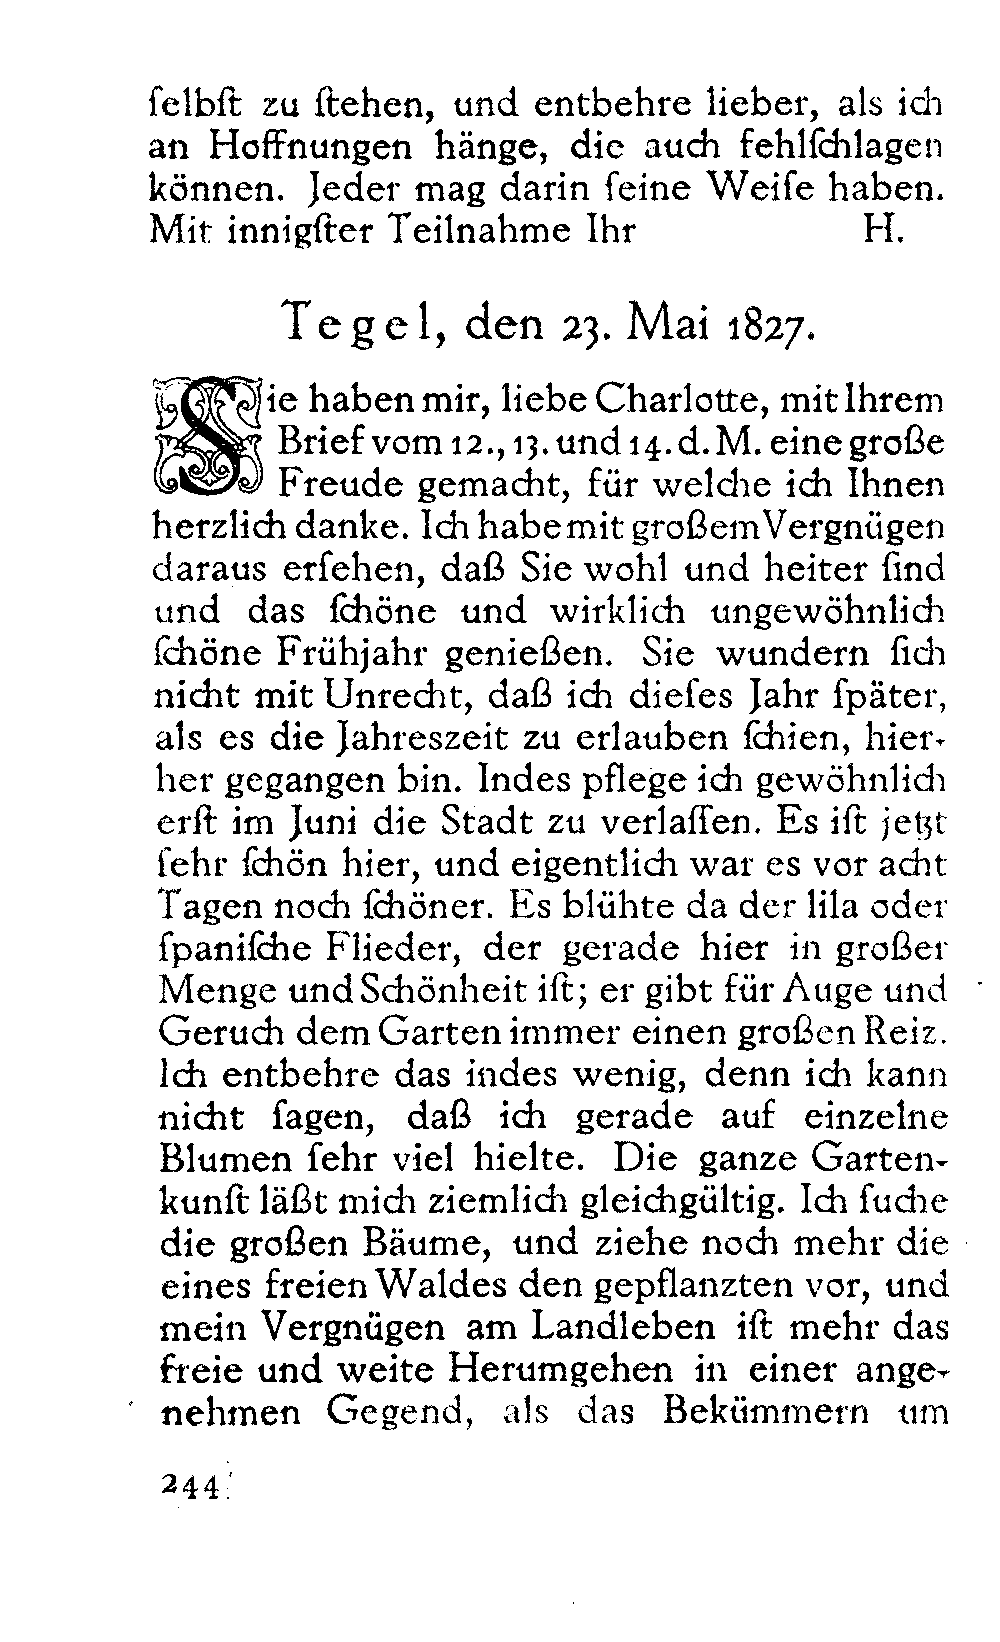 ſelbſt zu ſtehen, und entbehre lieber, als ich
an Hoffnungen hänge, die auch fehlſchlagen
können. Jeder mag darin ſeine Weiſe haben.
Mit innigſter Teilnahme Ihr H.
Tegel, den 23. Mai 1827.
Sie haben mir, liebe Charlotte, mit Ihrem
Brief vom 12., 13. und 14. d. M. eine große
Freude gemacht, für welche ich Ihnen
herzlich danke. Ich habe mit großem Vergnügen
daraus erſehen, daß Sie wohl und heiter ſind
und das ſchöne und wirklich ungewöhnlich
ſchöne Frühjahr genießen. Sie wundern ſich
nicht mit Unrecht, daß ich dieſes Jahr ſpäter,
als es die Jahreszeit zu erlauben ſchien, hier-
her gegangen bin. Indes pflege ich gewöhnlich
erſt im Juni die Stadt zu verlaſſen. Es iſt jetzt
ſehr ſchön hier, und eigentlich war es vor acht
Tagen noch ſchöner. Es blühte da der lila oder
ſpaniſche Flieder, der gerade hier in großer
Menge und Schönheit iſt; er gibt für Auge und
Geruch dem Garten immer einen großen Reiz.
Ich entbehre das indes wenig, denn ich kann
nicht ſagen, daß ich gerade auf einzelne
Blumen ſehr viel hielte. Die ganze Garten-
kunſt läßt mich ziemlich gleichgültig. Ich ſuche
die großen Bäume, und ziehe noch mehr die
eines freien Waldes den gepflanzten vor, und
mein Vergnügen am Landleben iſt mehr das
freie und weite Herumgehen in einer ange-
nehmen Gegend, als das Bekümmern um
244